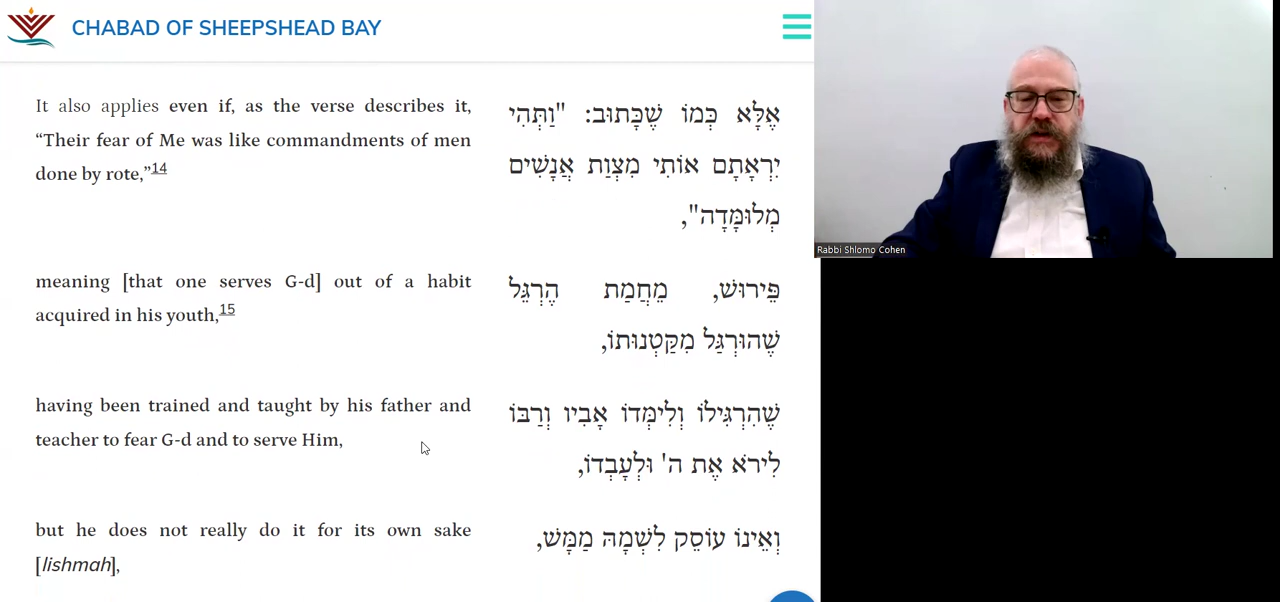 CHABAD OF SHEEPSHEAD BAY
It also applies even if, as the verse describes it,
“Their fear of Me was like commandments of men
done by rote,”14
אֶלָּא כְּמוֹ שֶׁכָּתוּב: "וַתְּהִי
יִרְאָתָם אוֹתִי מִצְוַת אֲנָשִׁים
מְלוּמָּדָה",
meaning [that one serves G-d] out of a habit
acquired in his youth,15
פֵּירוּשׁ, מֵחֲמַת הֶרְגֵּל
שֶׁהוּרְגַּל מִקַּטְנוּתוֹ,
having been trained and taught by his father and
teacher to fear G-d and to serve Him,
שֶׁהִרְגִּילוֹ וְלִימְּדוֹ אָבִיו וְרַבּוֹ
לִירֹא אֶת ה' וּלְעָבְדוֹ,
but he does not really do it for its own sake
[lishmah],
וְאֵינוֹ עוֹסֵק לִשְׁמָהּ מַמָּשׁ,
Rabbi Shlomo Cohen